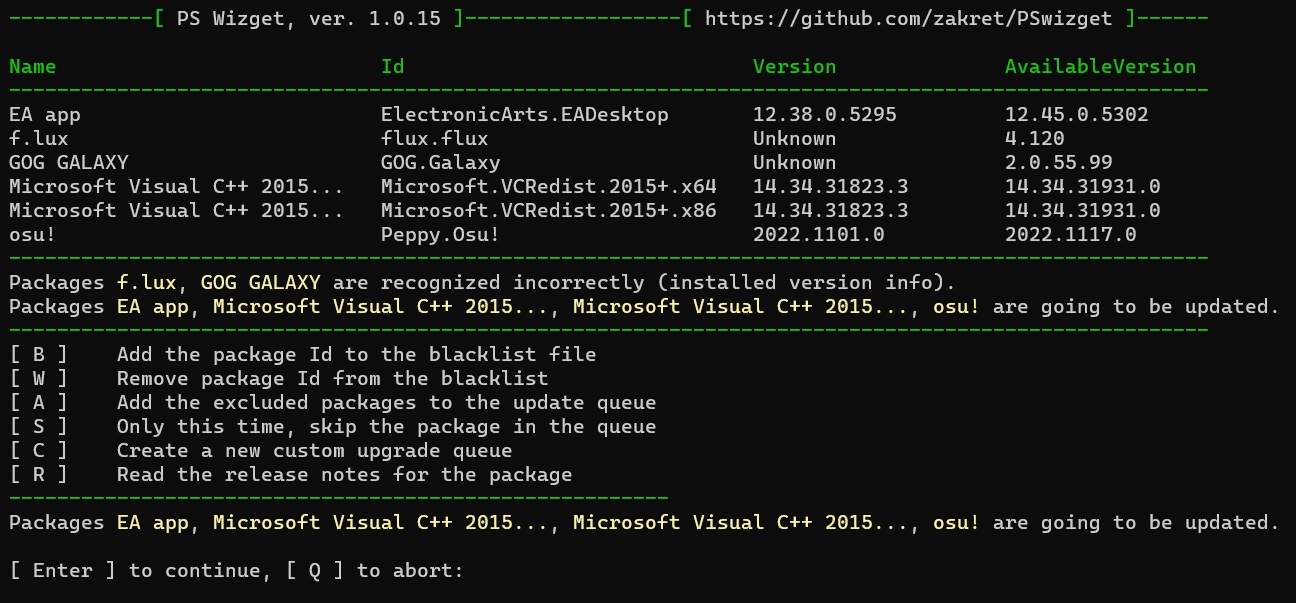 ------------[ PS Wizget, ver. 1.0.15 ]------------------[ https://github.com/zakret/PSwizget ]------
Name Id Version AvailableVersion
----------------------------------------------------------------------------------------------------
EA app ElectronicArts.EADesktop 12.38.0.5295 12.45.0.5302
f.lux flux.flux Unknown 4.120
GOG GALAXY GOG.Galaxy Unknown 2.0.55.99
Microsoft Visual C++ 2015... Microsoft.VCRedist.2015+.x64 14.34.31823.3 14.34.31931.0
Microsoft Visual C++ 2015... Microsoft.VCRedist.2015+.x86 14.34.31823.3 14.34.31931.0
osu! Peppy.Osu! 2022.1101.0 2022.1117.0
----------------------------------------------------------------------------------------------------
Packages f.lux, GOG GALAXY are recognized incorrectly (installed version info).
Packages EA app, Microsoft Visual C++ 2015..., Microsoft Visual C++ 2015..., osu! are going to be updated.
----------------------------------------------------------------------------------------------------
[ B ] Add the package Id to the blacklist file
[ W ] Remove package Id from the blacklist
[ A ] Add the excluded packages to the update queue
[ S ] Only this time, skip the package in the queue
[ C ] Create a new custom upgrade queue
[ R ] Read the release notes for the package
-------------------------------------------------------
Packages EA app, Microsoft Visual C++ 2015..., Microsoft Visual C++ 2015..., osu! are going to be updated.
[ Enter ] to continue, [ Q ] to abort: